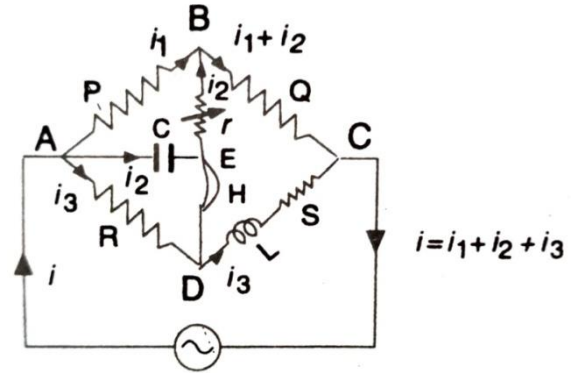 B
i1 i1+i2
P i2 Q
C r
A E C
i2
i3 H
R S
L
i i3 i=i1+i2+i3
D
~